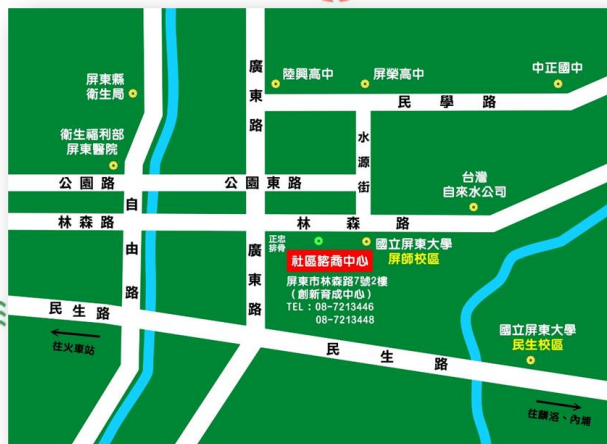 廣東路
陸興高中
屏榮高中
中正國中
屏東縣
衛生局
民學路
衛生福利部
屏東醫院
水源街
公園路
公園東路
台灣
自來水公司
自由路
林森路
林森路
正忠
排骨
廣東路
社區諮商中心
國立屏東大學
屏師校區
屏東市林森路7號2樓
(創新育成中心)
TEL:08-7213446
08-7213448
民生路
往火車站
民生路
國立屏東大學
民生校區
往麟洛、內埔